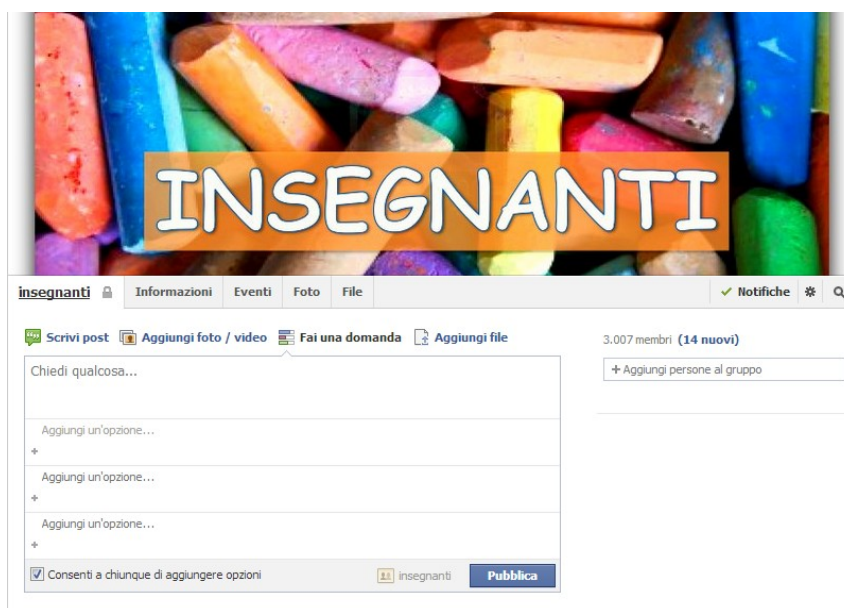 INSEGNANTI
insegnanti Informazioni Eventi Foto File Notifiche
Scrivi post Aggiungi foto / video Fai una domanda Aggiungi file
3.007 membri (14 nuovi)
Chiedi qualcosa...
+ Aggiungi persone al gruppo
Aggiungi un'opzione...
+
Aggiungi un'opzione...
+
Aggiungi un'opzione...
+
Consenti a chiunque di aggiungere opzioni insegnanti Pubblica